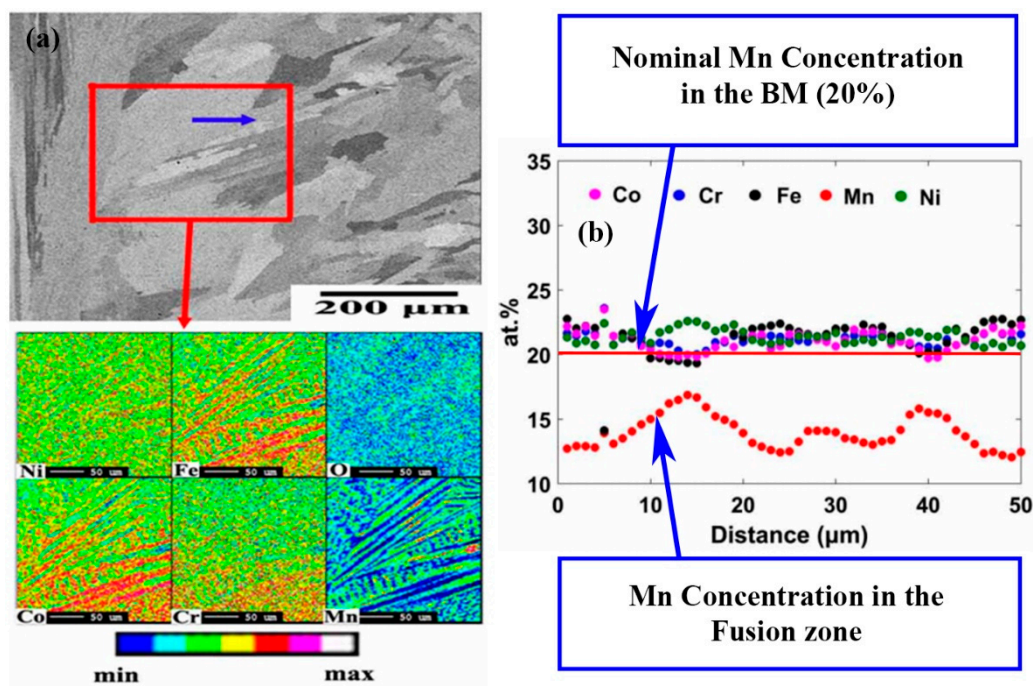 (a)
200 µm
Ni 50 um
Fe 50 um
O 50 um
Co 50 um
Cr 50 um
Mn 50 um
min max
Nominal Mn Concentration
in the BM (20%)
35
30
25
20
15
10
at.%
Co Cr Fe Mn Ni
(b)
0 10 20 30 40 50
Distance (µm)
Mn Concentration in the
Fusion zone